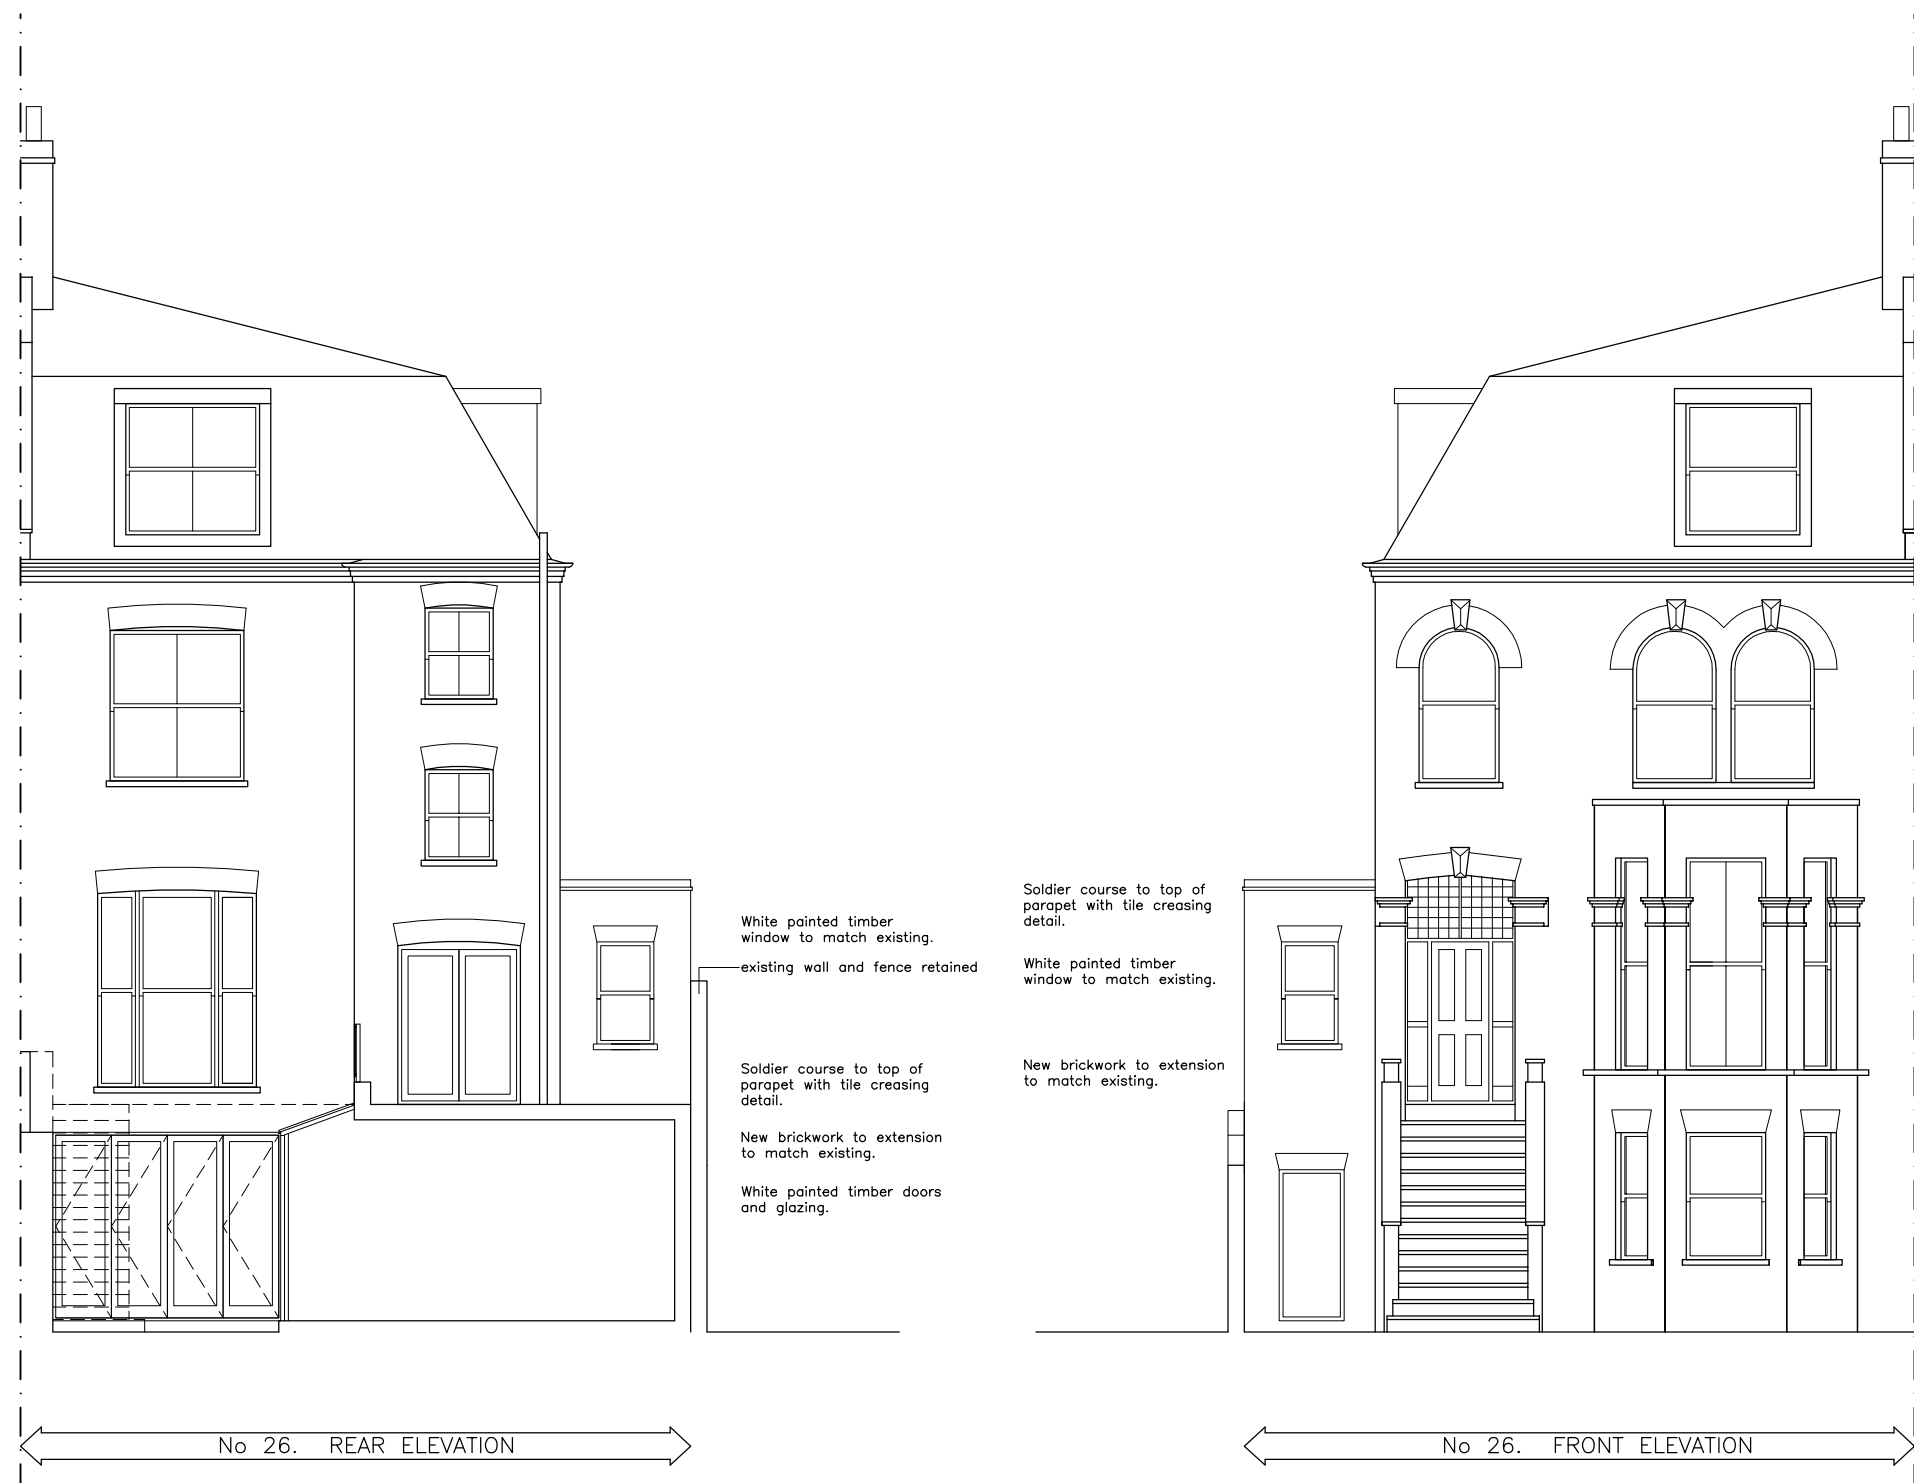 White painted timber
window to match existing.
existing wall and fence retained
Soldier course to top of
parapet with tile creasing
detail.
New brickwork to extension
to match existing.
White painted timber doors
and glazing.
Soldier course to top of
parapet with tile creasing
detail.
White painted timber
window to match existing.
New brickwork to extension
to match existing.
No 26. REAR ELEVATION
No 26. FRONT ELEVATION